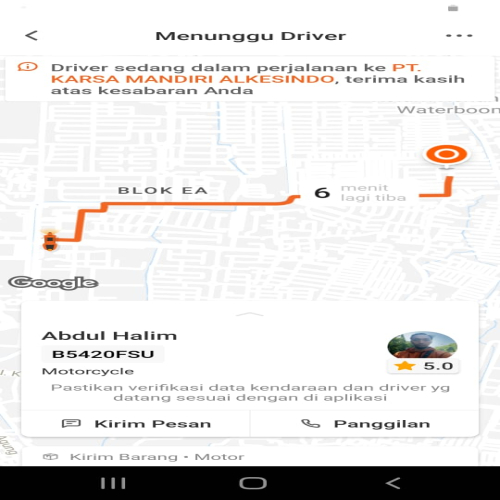 Menunggu Driver
Driver sedang dalam perjalanan ke PT.
KARSA MANDIRI ALKESINDO, terima kasih
atas kesabaran Anda
Waterboom
BLOK EA
6 menit
lagi tiba
Google
Abdul Halim
B5420FSU
Motorcycle
5.0
Pastikan verifikasi data kendaraan dan driver yg
datang sesuai dengan di aplikasi
Kirim Pesan
Panggilan
Kirim Barang • Motor